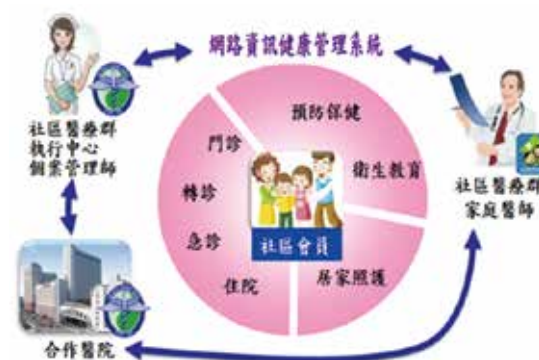 網路資訊健康管理系統
社區醫療群
執行中心
個案管理師
預防保健
門診
衛生教育
轉診
社區醫療群
家庭醫師
急診
社區會員
住院
居家照護
合作醫院